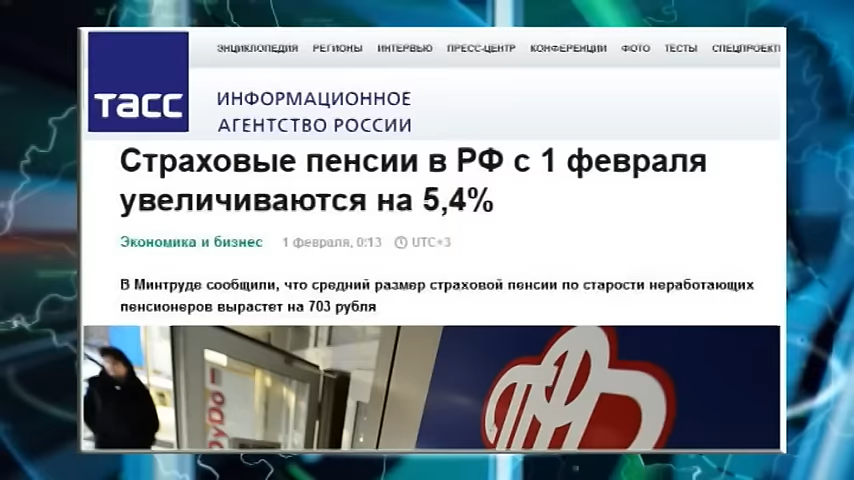 ЭНЦИКЛОПЕДИЯ РЕГИОНЫ ИНТЕРВЬЮ ПРЕСС-ЦЕНТР КОНФЕРЕНЦИИ ФОТО ТЕСТЫ СПЕЦПРОЕКТ
ТАСС
ИНФОРМАЦИОННОЕ
АГЕНТСТВО РОССИИ
Страховые пенсии в РФ с 1 февраля
увеличиваются на 5,4%
Экономика и бизнес 1 февраля, 0:13 UTC+3
В Минтруде сообщили, что средний размер страховой пенсии по старости неработающих
пенсионеров вырастет на 703 рубля
DyDo